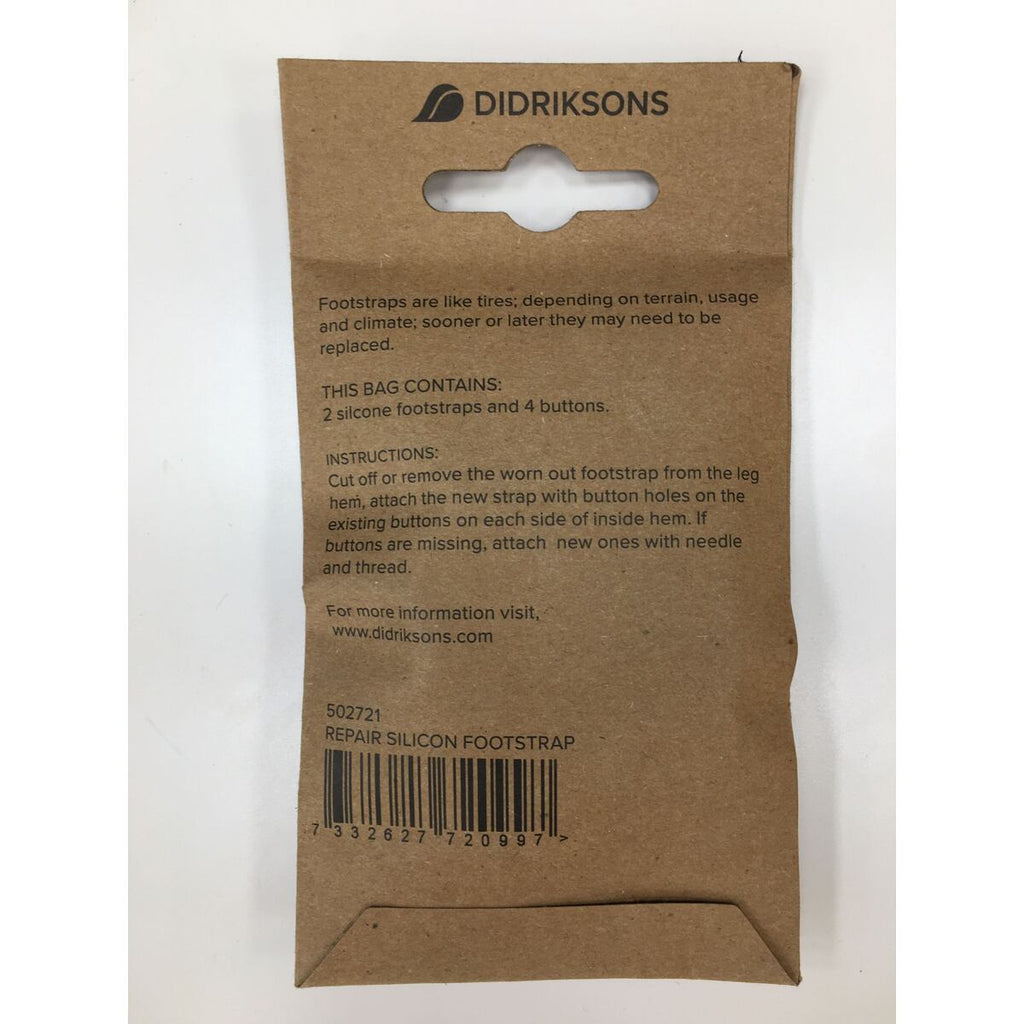 DIDRIKSONS
Footstraps are like tires; depending on terrain, usage
and climate; sooner or later they may need to be
replaced.
THIS BAG CONTAINS:
2 silcone footstraps and 4 buttons.
INSTRUCTIONS:
Cut off or remove the worn out footstrap from the leg
hem, attach the new strap with button holes on the
existing buttons on each side of inside hem. If
buttons are missing, attach new ones with needle
and thread.
For more information visit,
www.didriksons.com
502721
REPAIR SILICON FOOTSTRAP
7 332627 720997 >